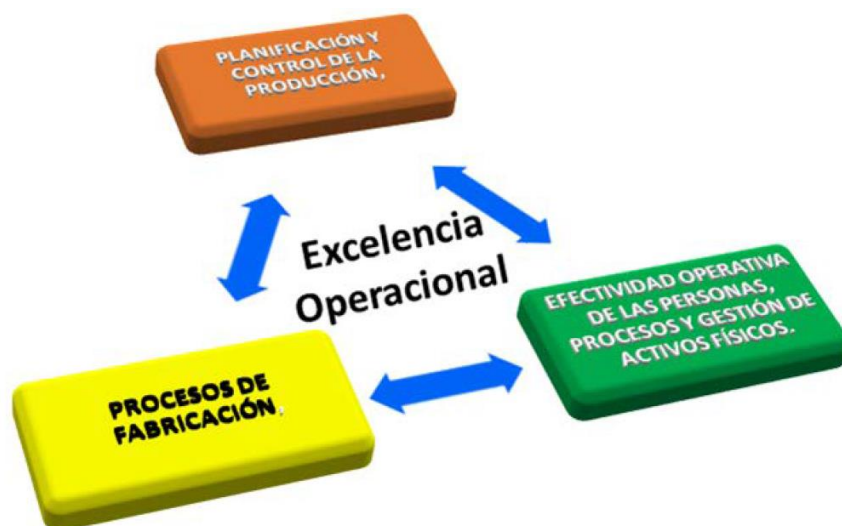 PLANIFICACIÓN Y
CONTROL DE LA
PRODUCCIÓN,
Excelencia
Operacional
EFECTIVIDAD OPERATIVA
DE LAS PERSONAS,
PROCESOS Y GESTIÓN DE
ACTIVOS FÍSICOS.
PROCESOS DE
FABRICACIÓN,